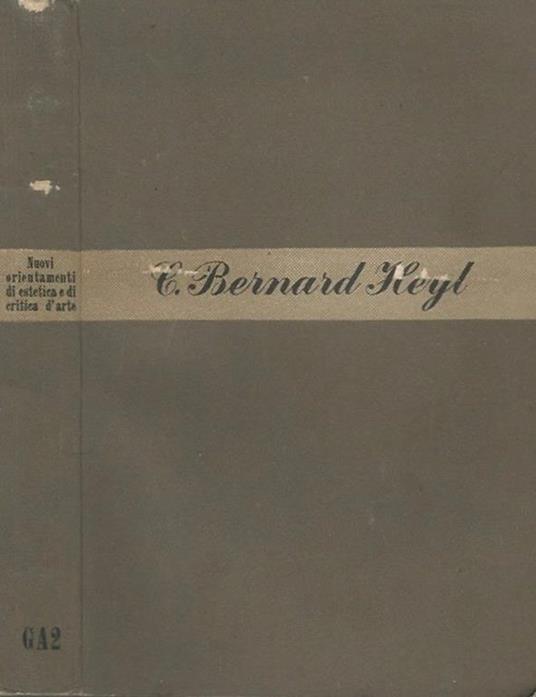 Nuovi
orientamenti
di estetica e di
critica d'arte
C. Bernard Heyl
GA2